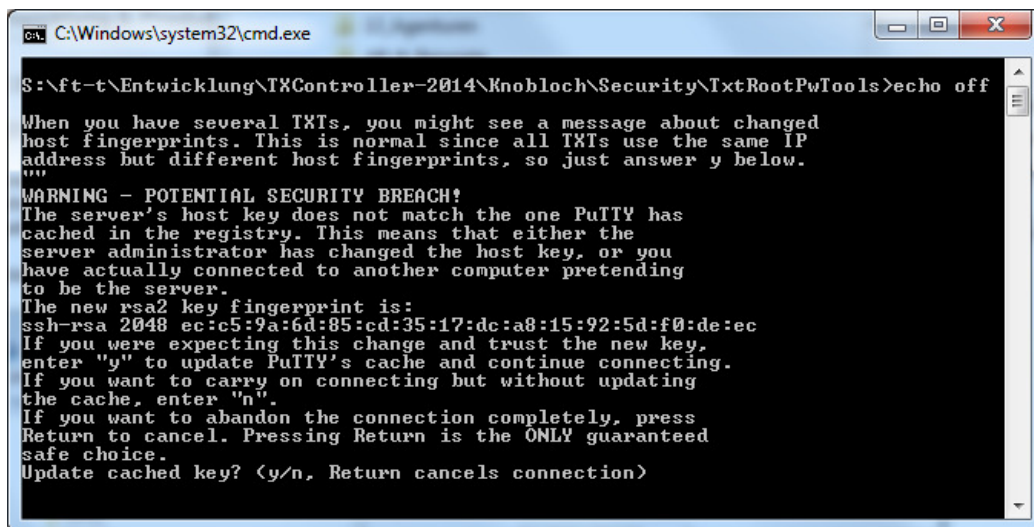 C:\Windows\system32\cmd.exe
S:\ft-t\Entwicklung\TXController-2014\Knobloch\Security\TxtRootPwTools>echo off
When you have several TXTs, you might see a message about changed
host fingerprints. This is normal since all TXTs use the same IP
address but different host fingerprints, so just answer y below.
""
WARNING - POTENTIAL SECURITY BREACH!
The server's host key does not match the one PuTTY has
cached in the registry. This means that either the
server administrator has changed the host key, or you
have actually connected to another computer pretending
to be the server.
The new rsa2 key fingerprint is:
ssh-rsa 2048 ec:c5:9a:6d:85:cd:35:17:dc:a8:15:92:5d:f0:de:ec
If you were expecting this change and trust the new key,
enter "y" to update PuTTY's cache and continue connecting.
If you want to carry on connecting but without updating
the cache, enter "n".
If you want to abandon the connection completely, press
Return to cancel. Pressing Return is the ONLY guaranteed
safe choice.
Update cached key? (y/n, Return cancels connection)